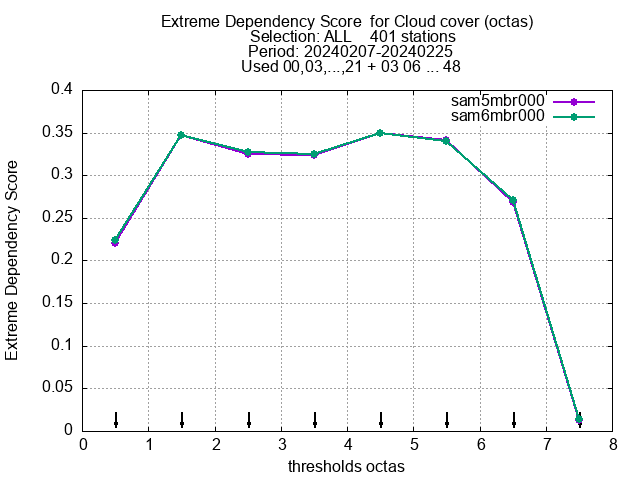 Extreme Dependency Score  for Cloud cover (octas)
Selection: ALL    401 stations
Period: 20240207-20240225
Used 00,03,...,21 + 03 06 ... 48
sam5mbr000
sam6mbr000
Extreme Dependency Score
0.4
0.35
0.3
0.25
0.2
0.15
0.1
0.05
0
0 1 2 3 4 5 6 7 8
thresholds octas